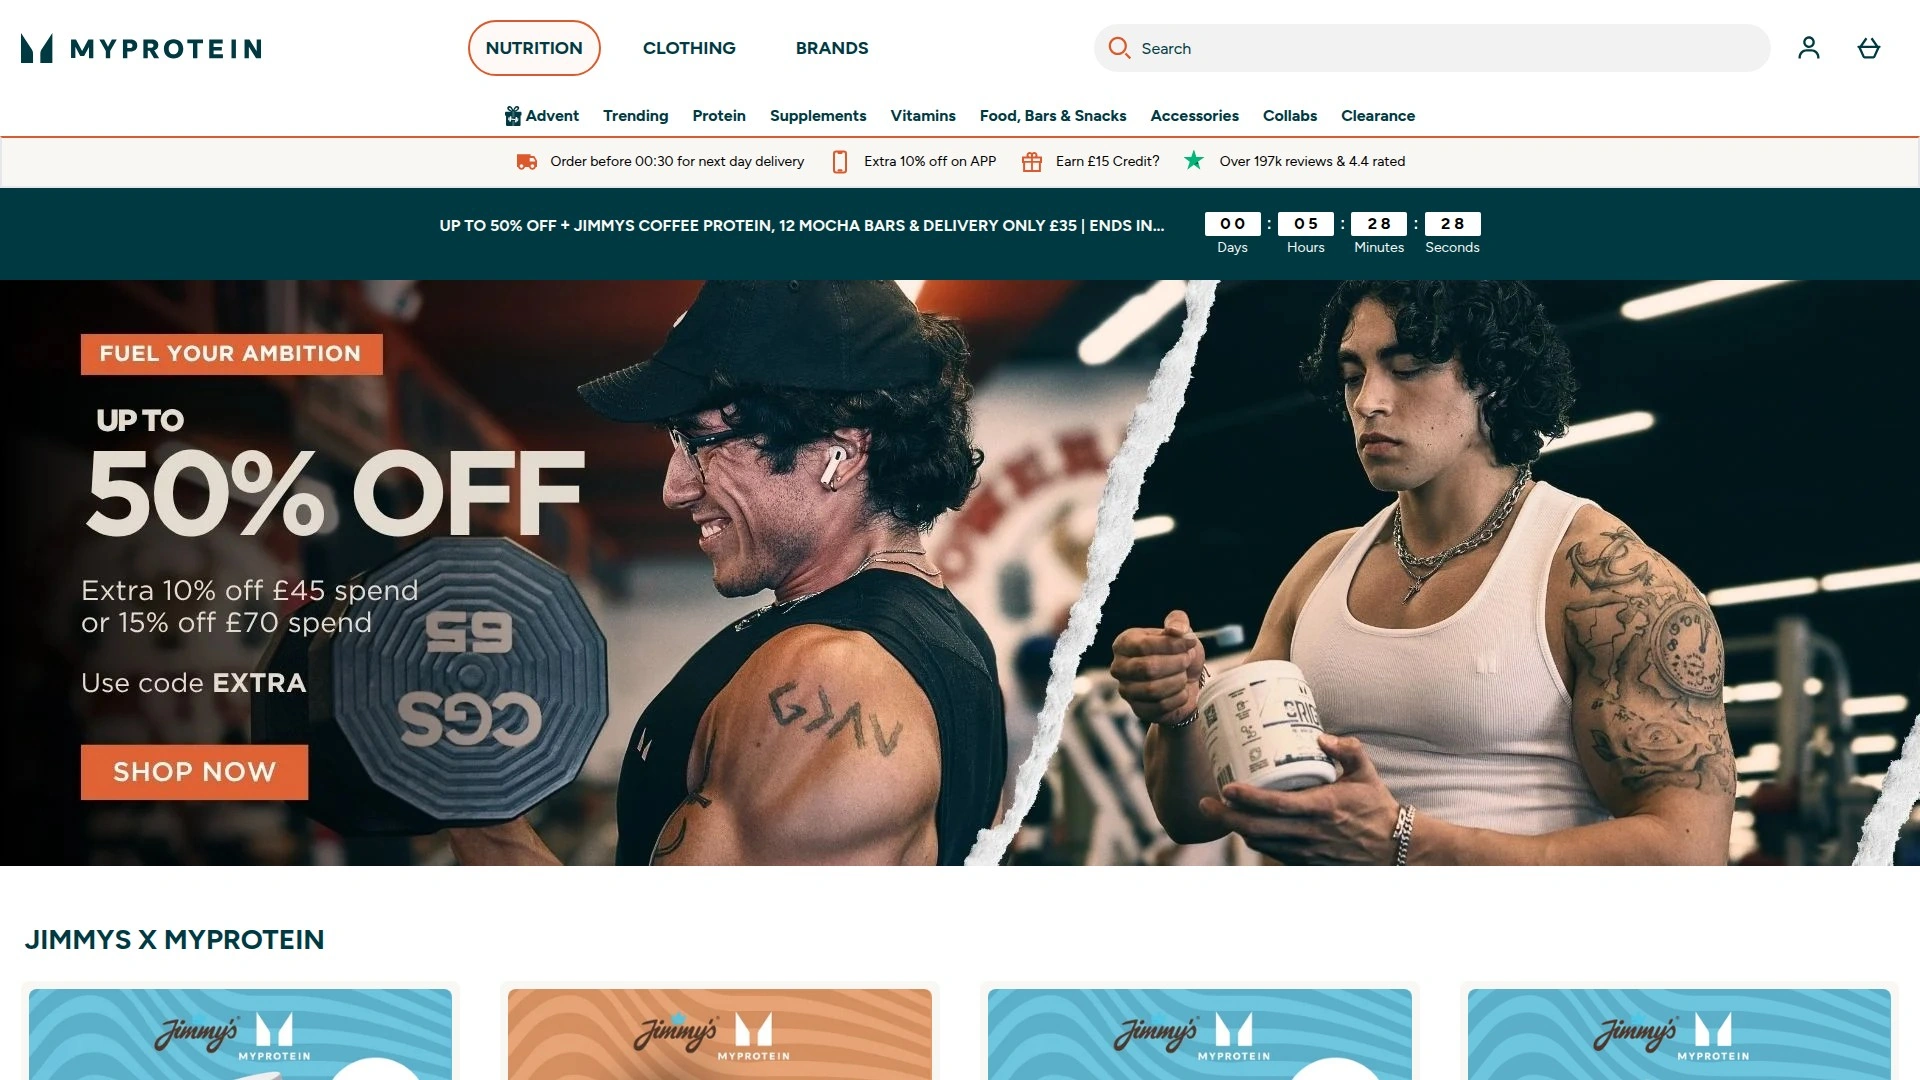 MYPROTEIN
NUTRITION
CLOTHING
BRANDS
Search
Advent
Trending
Protein
Supplements
Vitamins
Food, Bars & Snacks
Accessories
Collabs
Clearance
Order before 00:30 for next day delivery
Extra 10% off on APP
Earn £15 Credit?
Over 197k reviews & 4.4 rated
UP TO 50% OFF + JIMMYS COFFEE PROTEIN, 12 MOCHA BARS & DELIVERY ONLY £35 | ENDS IN...
00 : 05 : 28 : 28
Days Hours Minutes Seconds
FUEL YOUR AMBITION
UP TO
50% OFF
Extra 10% off £45 spend
or 15% off £70 spend
Use code EXTRA
SHOP NOW
65
SCC
JIMMYS X MYPROTEIN
Jimmy's MYPROTEIN
Jimmy's MYPROTEIN
Jimmy's MYPROTEIN
Jimmy's MYPROTEIN